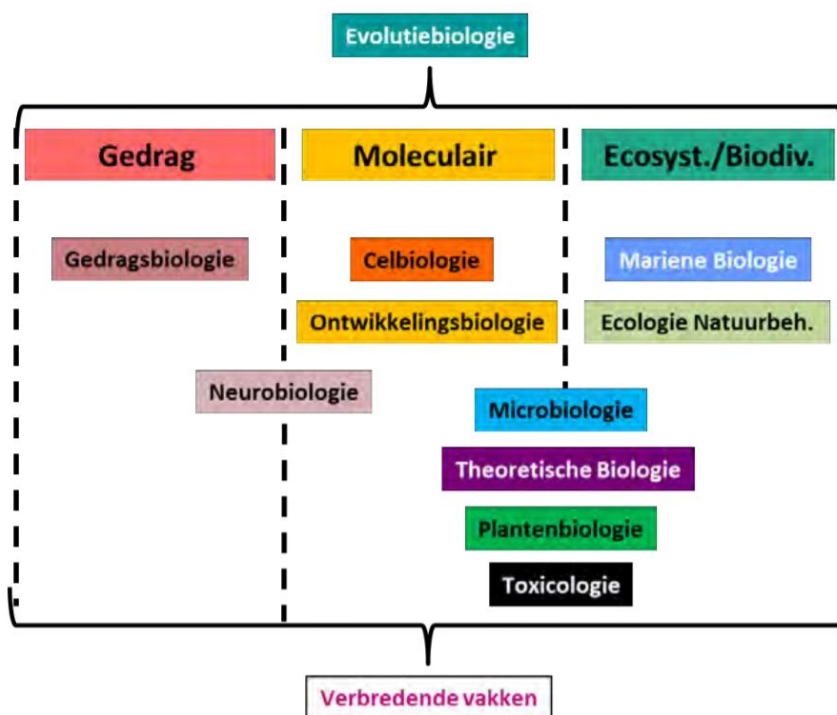 Evolutiebiologie
Gedrag
Moleculair
Ecosyst./Biodiv.
Gedragsbiologie
Celbiologie
Mariene Biologie
Ontwikkelingsbiologie
Ecologie Natuurbeh.
Neurobiologie
Microbiologie
Theoretische Biologie
Plantenbiologie
Toxicologie
Verbredende vakken